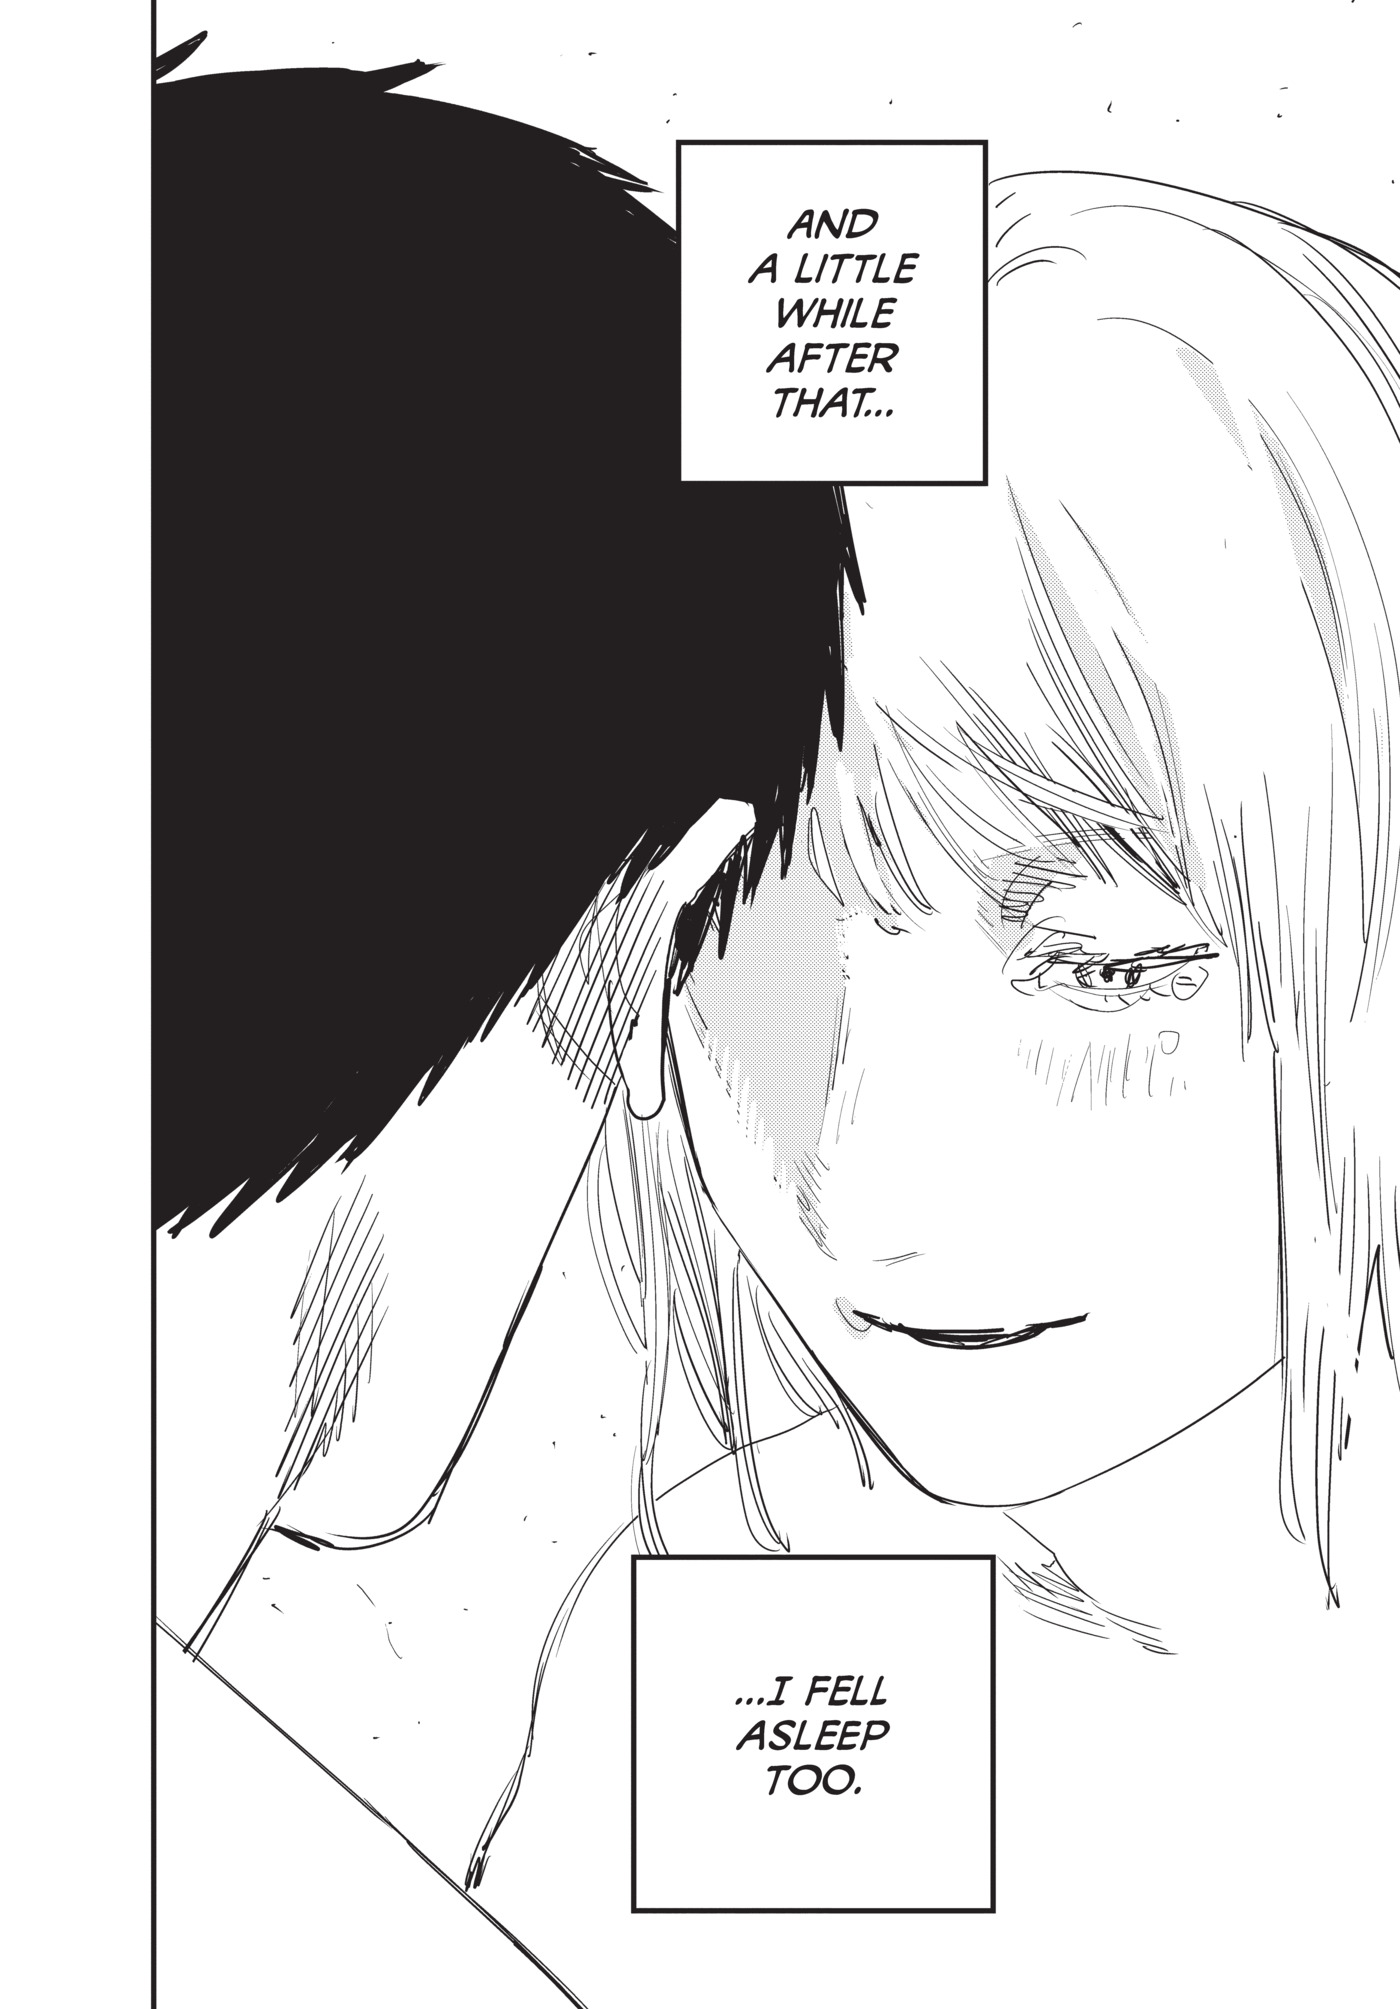 AND
A LITTLE
WHILE
AFTER
THAT...
...I FELL
ASLEEP
TOO.